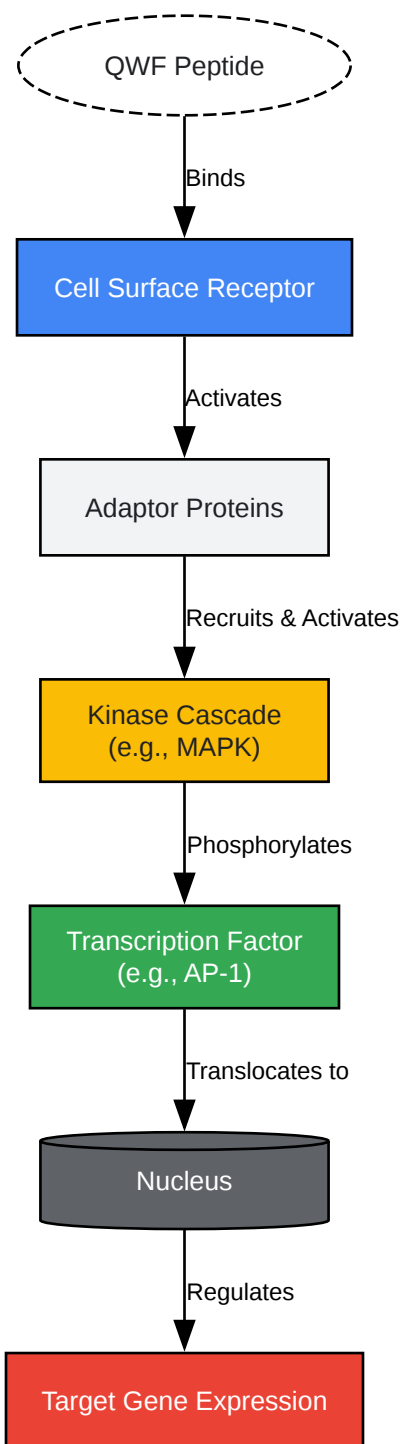 QWF Peptide
Binds
Cell Surface Receptor
Activates
Adaptor Proteins
Recruits & Activates
Kinase Cascade
(e.g., MAPK)
Phosphorylates
Transcription Factor
(e.g., AP-1)
Translocates to
Nucleus
Regulates
Target Gene Expression